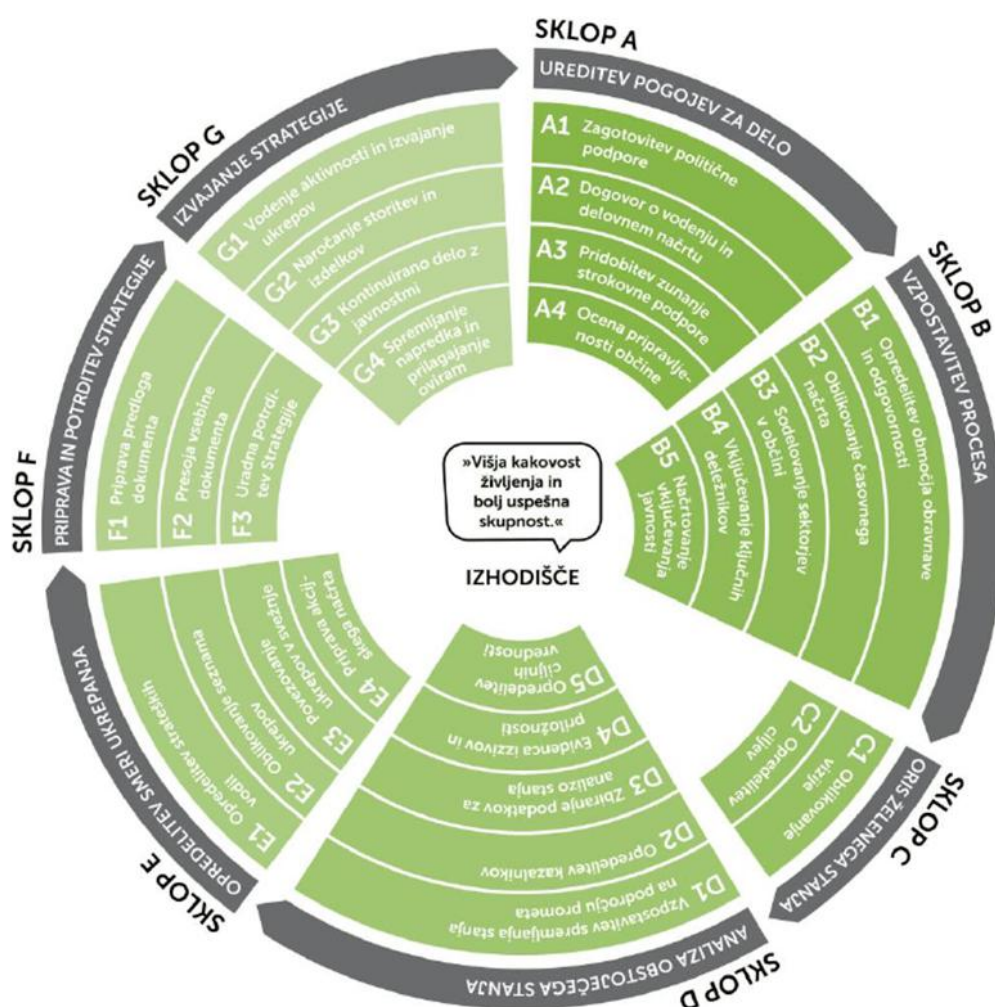 SKLOP A
UREDITEV POGOJEV ZA DELO
A1 Zagotovitev politične
podpore
A2 Dogovor o vodenju in
delovnem načrtu
A3 Pridobitev zunanje
strokovne podpore
A4 Ocena pripravlje-
nosti občine
SKLOP B
VZPOSTAVITEV PROCESA
B1 Opredelitev območja obravnave
in odgovornosti
B2 Oblikovanje časovnega
načrta
B3 Sodelovanje sektorjev
v občini
B4 Vključevanje ključnih
deležnikov
B5 Načrtovanje
vključevanja
javnosti
SKLOP C
ORIS ŽELENEGA STANJA
C1 Oblikovanje
vizije
C2 Opredelitev
ciljev
SKLOP D
ANALIZA OBSTOJEČEGA STANJA
D1 Vzpostavitev spremljanja stanja
na področju prometa
D2 Opredelitev kazalnikov
D3 Zbiranje podatkov za
analizo stanja
D4 Evidenca izzivov in
priložnosti
D5 Opredelitev
ciljnih
vrednosti
SKLOP E
OPREDELITEV SMERI UKREPANJA
E1 Opredelitev strateških
vodil
E2 Oblikovanje seznama
ukrepov
E3 Povezovanje
ukrepov v svežnje
E4 Priprava akcij-
skega načrta
SKLOP F
PRIPRAVA IN POTRDITEV STRATEGIJE
F1 Priprava predloga
dokumenta
F2 Presoja vsebine
dokumenta
F3 Uradna potrdi-
tev Strategije
SKLOP G
IZVAJANJE STRATEGIJE
G1 Vodenje aktivnosti in izvajanje
ukrepov
G2 Naročanje storitev in
izdelkov
G3 Kontinuirano delo z
javnostmi
G4 Spremljanje
napredka in
prilagajanje
oviram
»Višja kakovost
življenja in
bolj uspešna
skupnost.«
IZHODIŠČE